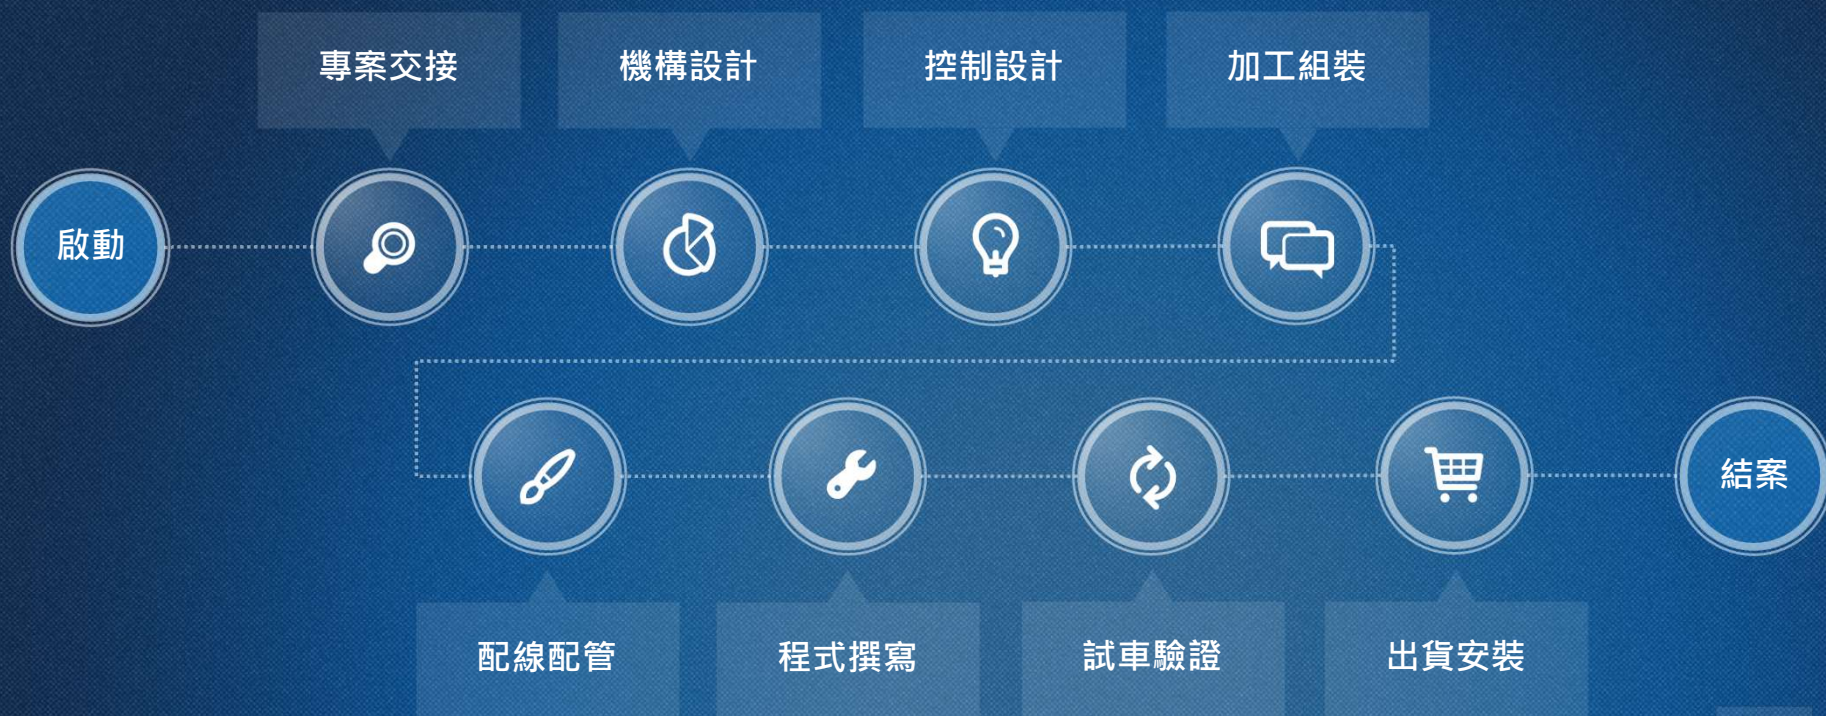 專案交接
機構設計
控制設計
加工組裝
啟動
結案
配線配管
程式撰寫
試車驗證
出貨安裝